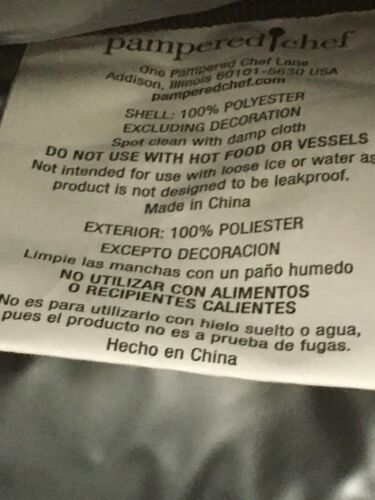 pampered chef
One Pampered Chef Lane
Addison, Illinois 60101-5630 USA
pamperedchef.com
SHELL: 100% POLYESTER
EXCLUDING DECORATION
Spot clean with damp cloth
DO NOT USE WITH HOT FOOD OR VESSELS
Not intended for use with loose ice or water as
product is not designed to be leakproof.
Made in China
EXTERIOR: 100% POLIESTER
EXCEPTO DECORACION
Limpie las manchas con un paño humedo
NO UTILIZAR CON ALIMENTOS
O RECIPIENTES CALIENTES
No es para utilizarlo con hielo suelto o agua,
pues el producto no es a prueba de fugas.
Hecho en China